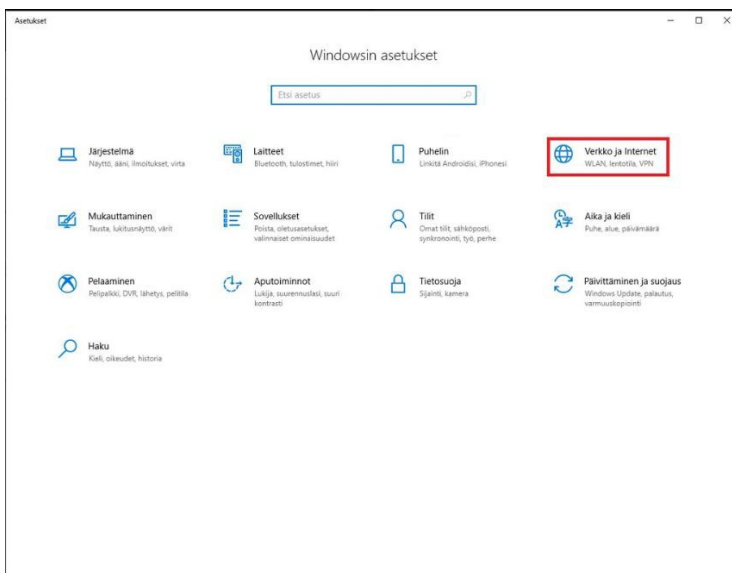 Asetukset
Windowsin asetukset
Etsi asetus
Järjestelmä
Näyttö, ääni, ilmoitukset, virta
Laitteet
Bluetooth, tulostimet, hiiri
Puhelin
Linkitä Androidisi, iPhonesi
Verkko ja Internet
WLAN, lentotila, VPN
Mukauttaminen
Tausta, lukitusnäyttö, värit
Sovellukset
Poista, oletusasetukset,
valinnaiset ominaisuudet
Tilit
Omat tilit, sähköposti,
synkronointi, työ, perhe
Aika ja kieli
Puhe, alue, päivämäärä
Pelaaminen
Pelipalkki, DVR, lähetys, pelitila
Aputoiminnot
Lukija, suurennuslasi, suuri
kontrasti
Tietosuoja
Sijainti, kamera
Päivittäminen ja suojaus
Windows Update, palautus,
varmuuskopiointi
Haku
Kieli, oikeudet, historia